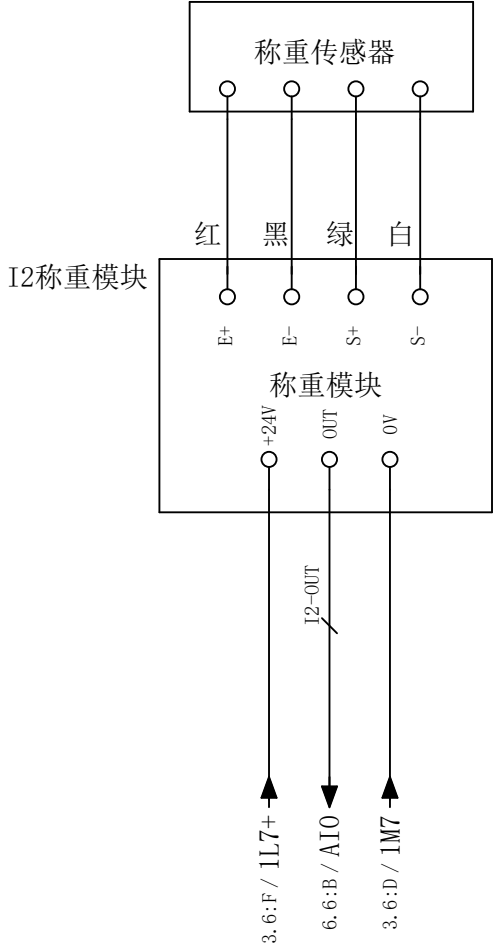 称重传感器
红 黑 绿 白
I2称重模块
E+ E- S+ S-
称重模块
+24V OUT 0V
I2-OUT
3.6:F/1L7+
6.6:B/AI0
3.6:D/1M7